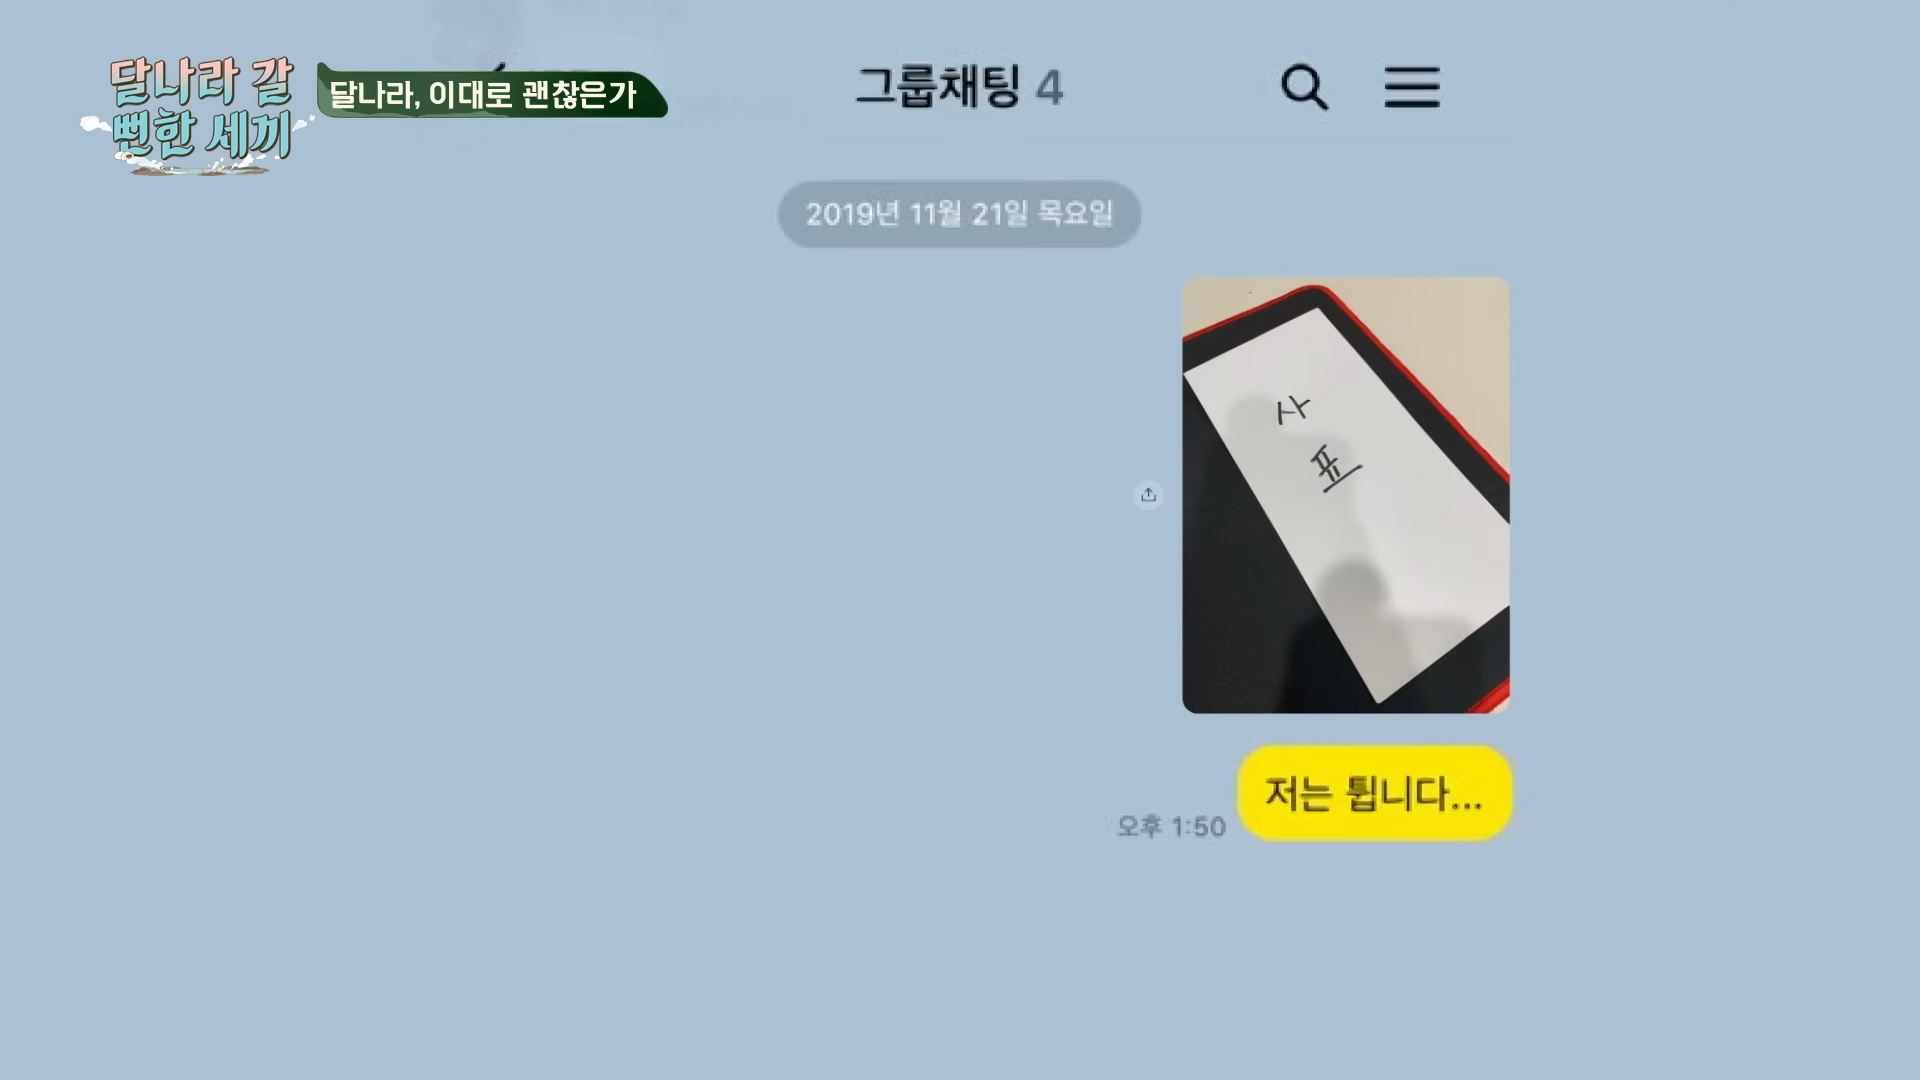 달나라 갈
뻔한 세끼
달나라, 이대로 괜찮은가
그룹채팅 4
2019년 11월 21일 목요일
사
표
저는 튑니다...
오후 1:50